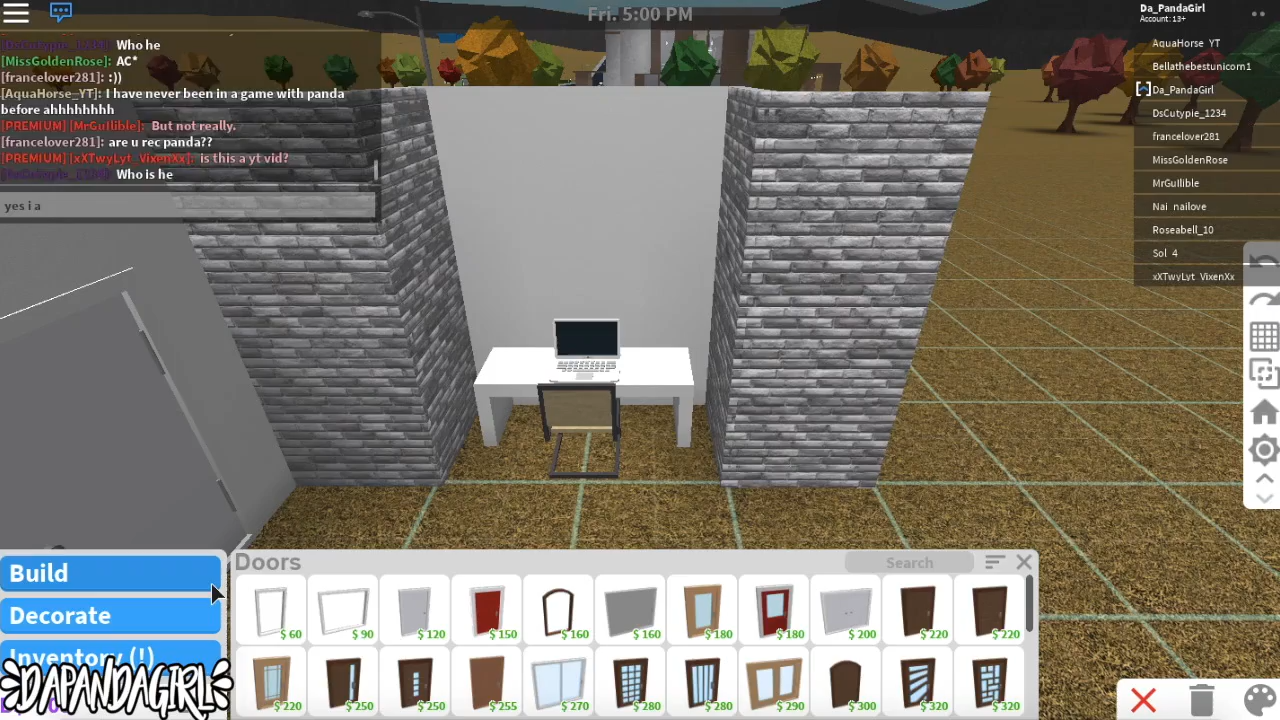 Fri. 5:00 PM
Da_PandaGirl
Account: 13+
Who he
[MissGoldenRose]: AC*
[francelover281]: :))
[AquaHorse_YT]: I have never been in a game with panda
before ahhhhhhhh
[PREMIUM] [MrGullible]: But not really.
[francelover281]: are u rec panda??
[PREMIUM] [xXTwyLyt_VixenXx]: is this a yt vid?
Who is he
yes i a
AquaHorse_YT
Bellathebestunicorn1
Da_PandaGirl
DsCutypie_1234
francelover281
MissGoldenRose
MrGullible
Nai_nailove
Roseabell_10
Sol_4
xXTwyLyt_VixenXx
Build
Decorate
Inventory (!)
DAPANDAGIRL
Doors
Search
$ 60
$ 90
$ 120
$ 150
$ 160
$ 160
$ 180
$ 180
$ 200
$ 220
$ 220
$ 220
$ 250
$ 250
$ 255
$ 270
$ 280
$ 280
$ 290
$ 300
$ 320
$ 320